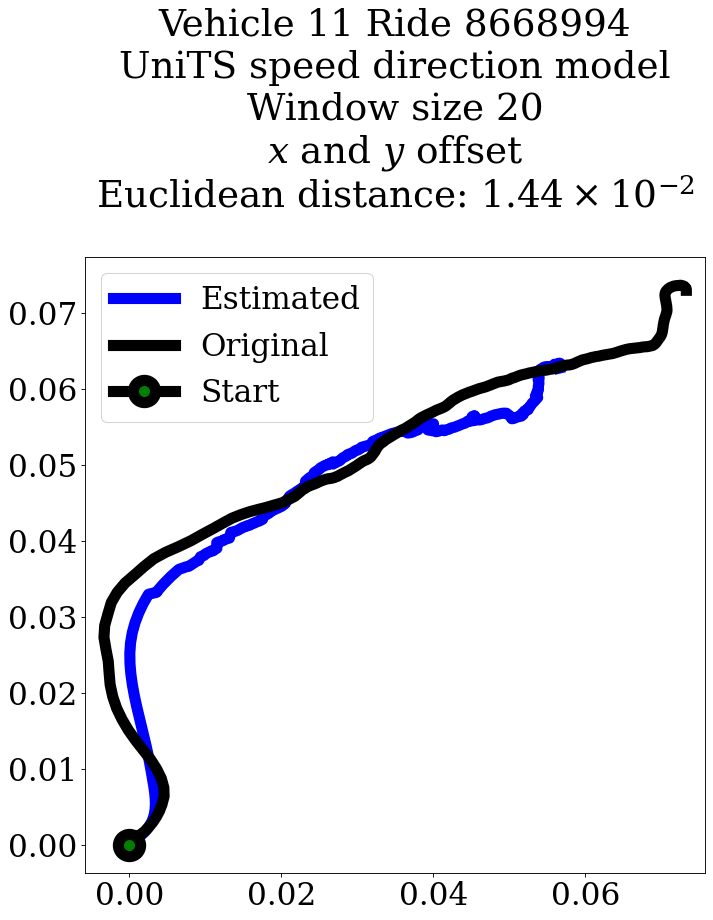 Vehicle 11 Ride 8668994
UniTS speed direction model
Window size 20
x and y offset
Euclidean distance: 1.44 × 10⁻²
Estimated
Original
Start
0.07
0.06
0.05
0.04
0.03
0.02
0.01
0.00
0.00 0.02 0.04 0.06